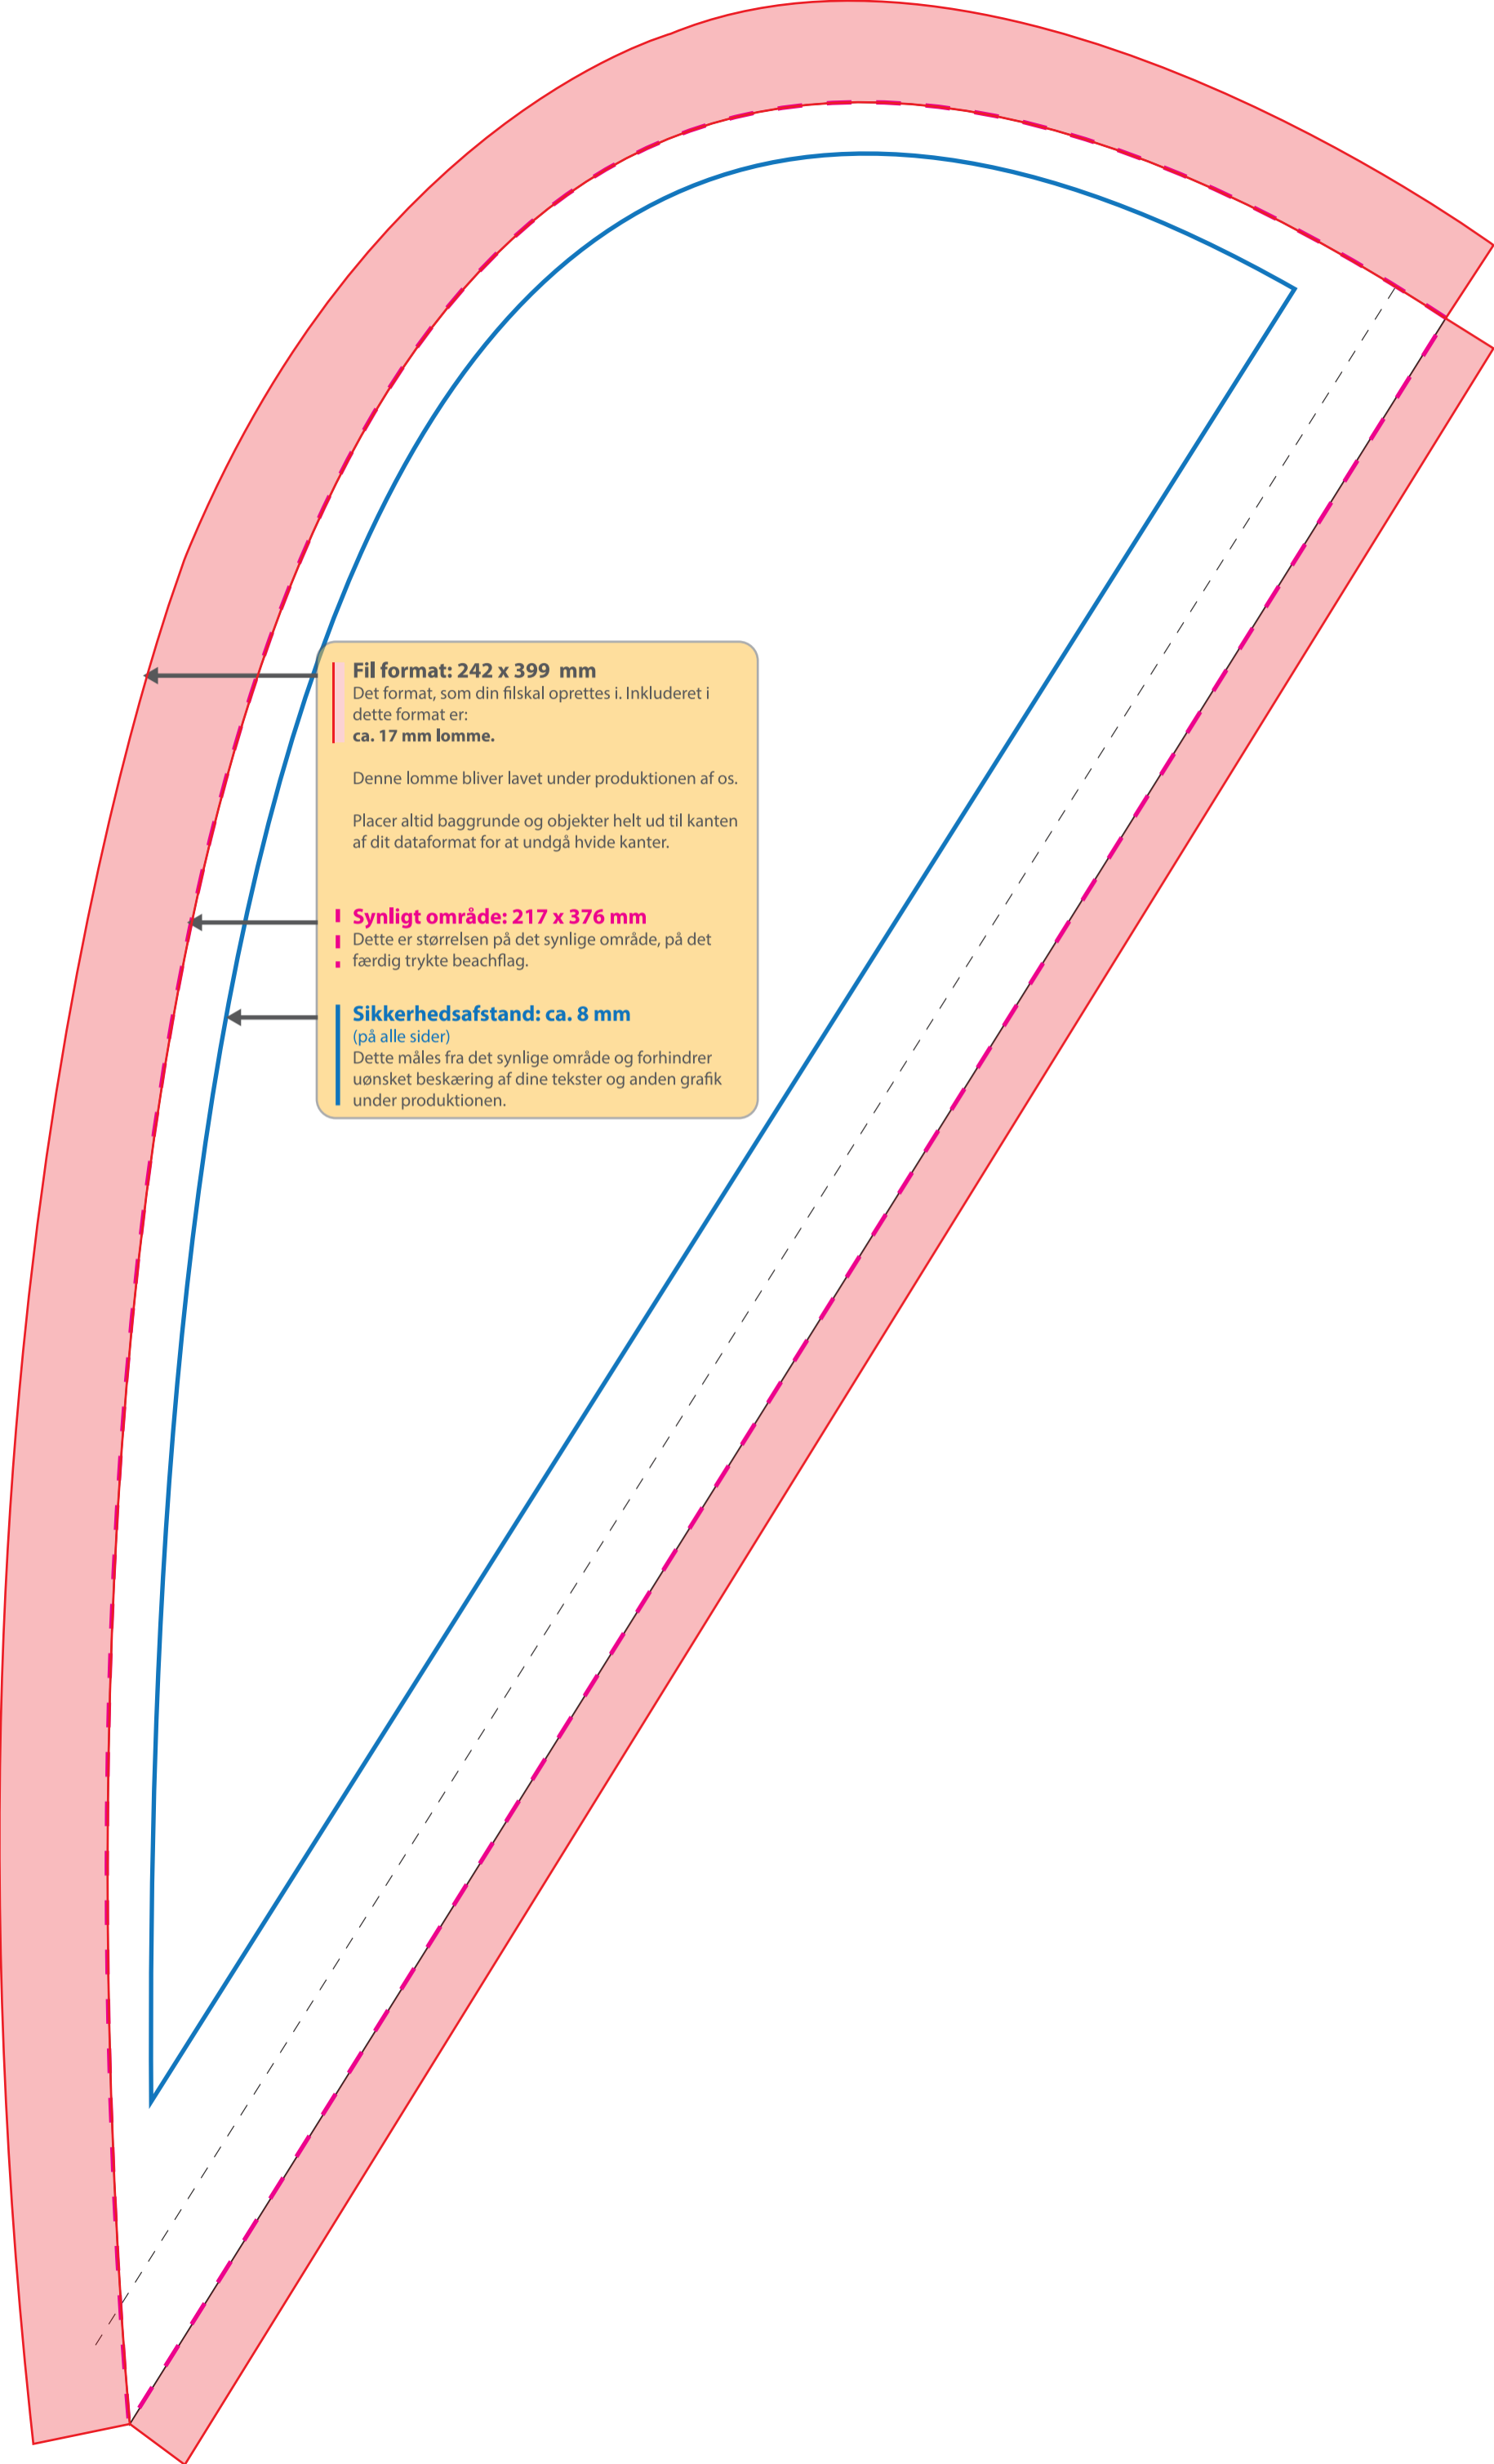 Fil format: 242 x 399  mm
Det format, som din filskal oprettes i. Inkluderet i
dette format er:
ca. 17 mm lomme.
Denne lomme bliver lavet under produktionen af os.
Placer altid baggrunde og objekter helt ud til kanten
af dit dataformat for at undgå hvide kanter.
Synligt område: 217 x 376 mm
Dette er størrelsen på det synlige område, på det
færdig trykte beachflag.
Sikkerhedsafstand: ca. 8 mm
(på alle sider)
Dette måles fra det synlige område og forhindrer
uønsket beskæring af dine tekster og anden grafik
under produktionen.